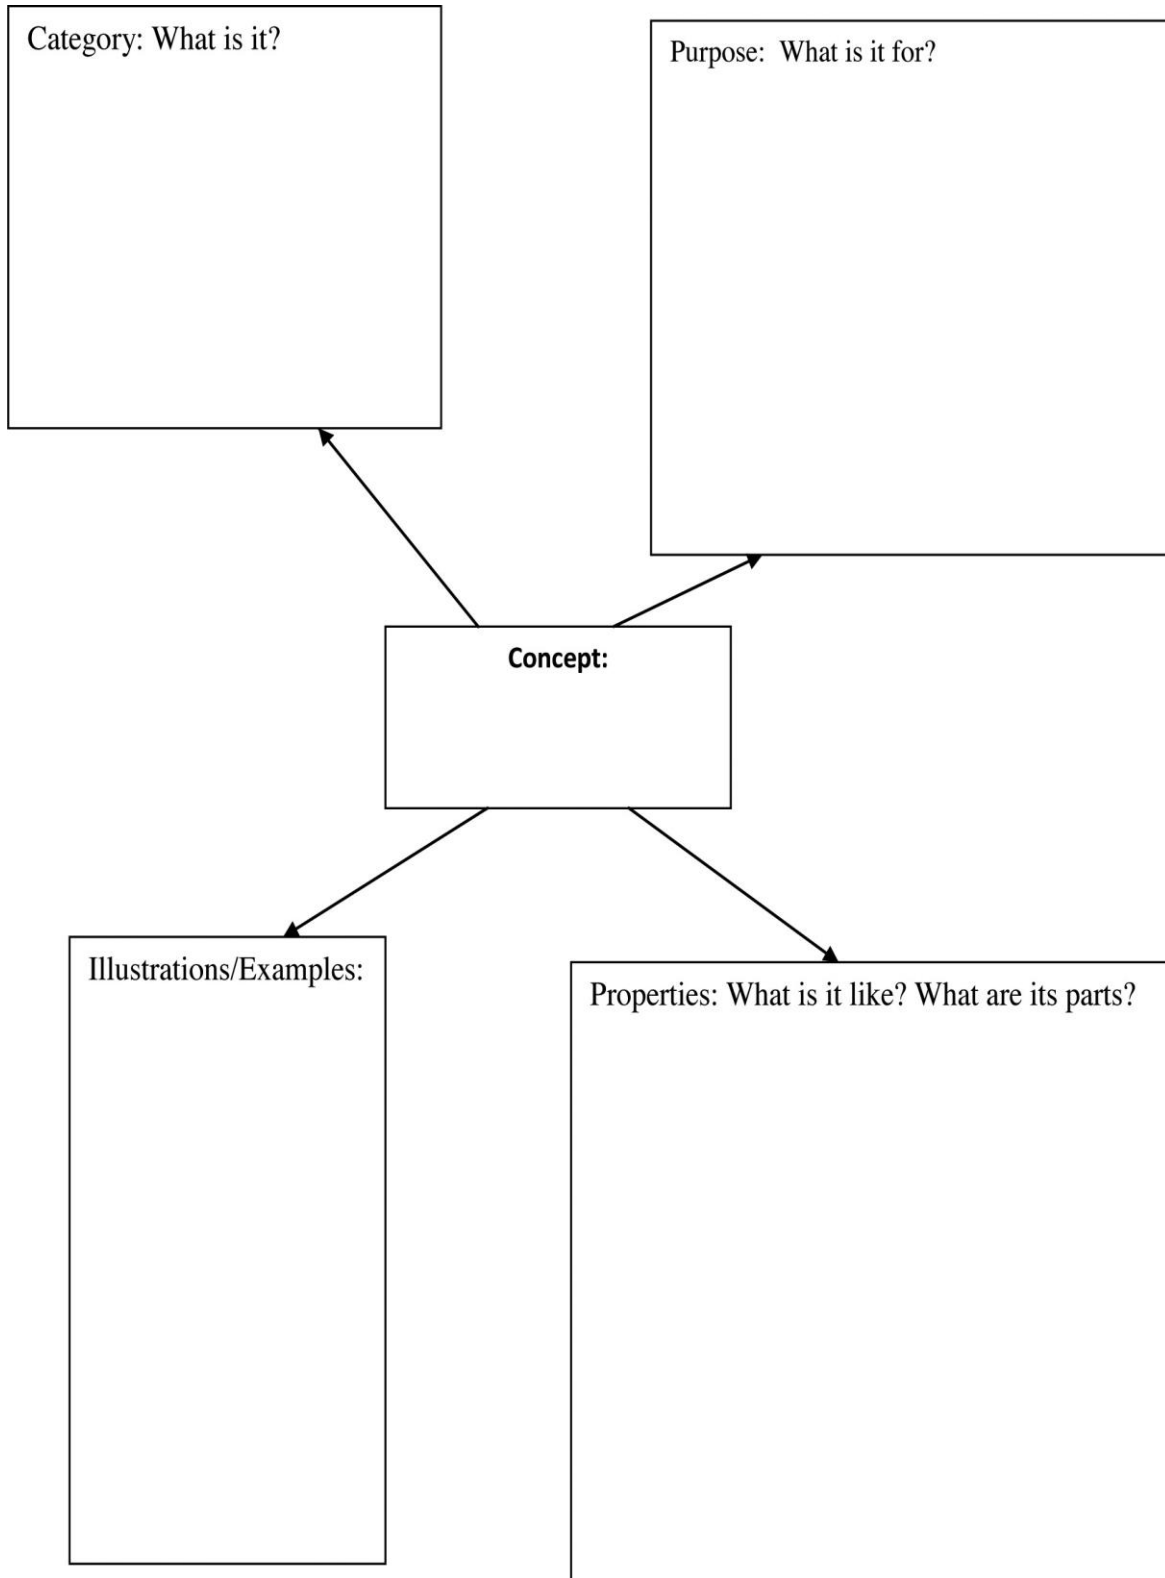 Category: What is it?
Purpose: What is it for?
Concept:
Illustrations/Examples:
Properties: What is it like? What are its parts?